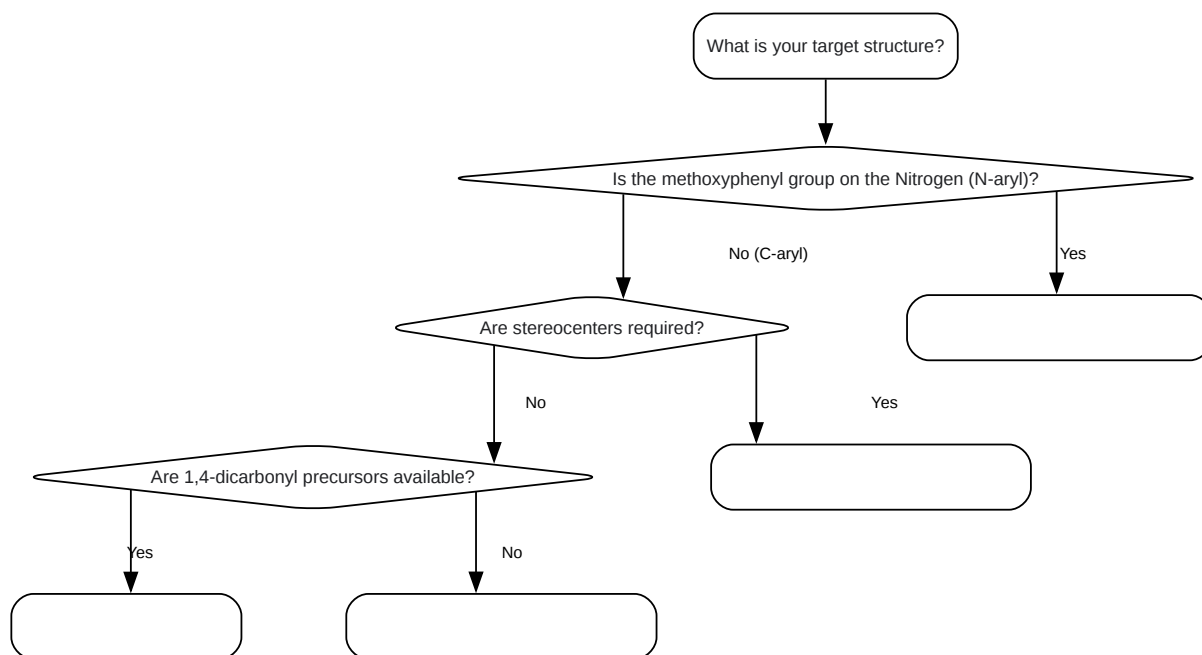 What is your target structure?
Is the methoxyphenyl group on the Nitrogen (N-aryl)?
No (C-aryl)
Yes
Are stereocenters required?
No
Yes
Are 1,4-dicarbonyl precursors available?
Yes
No